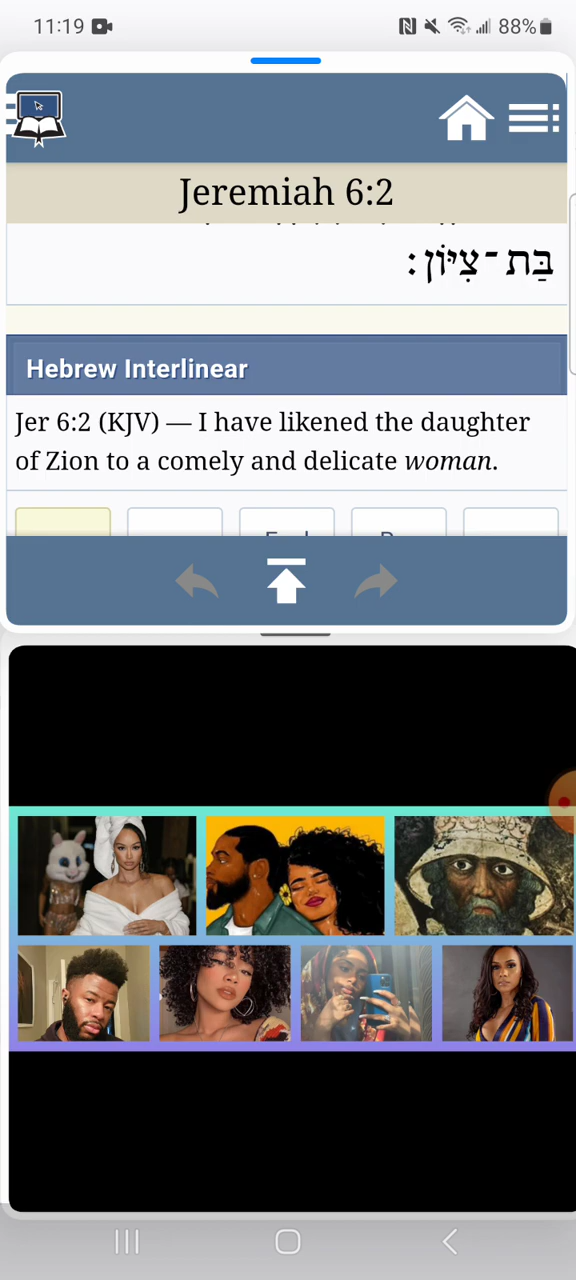 11:19
88%
Jeremiah 6:2
בַּת־צִיּוֹן׃
Hebrew Interlinear
Jer 6:2 (KJV) — I have likened the daughter
of Zion to a comely and delicate woman.